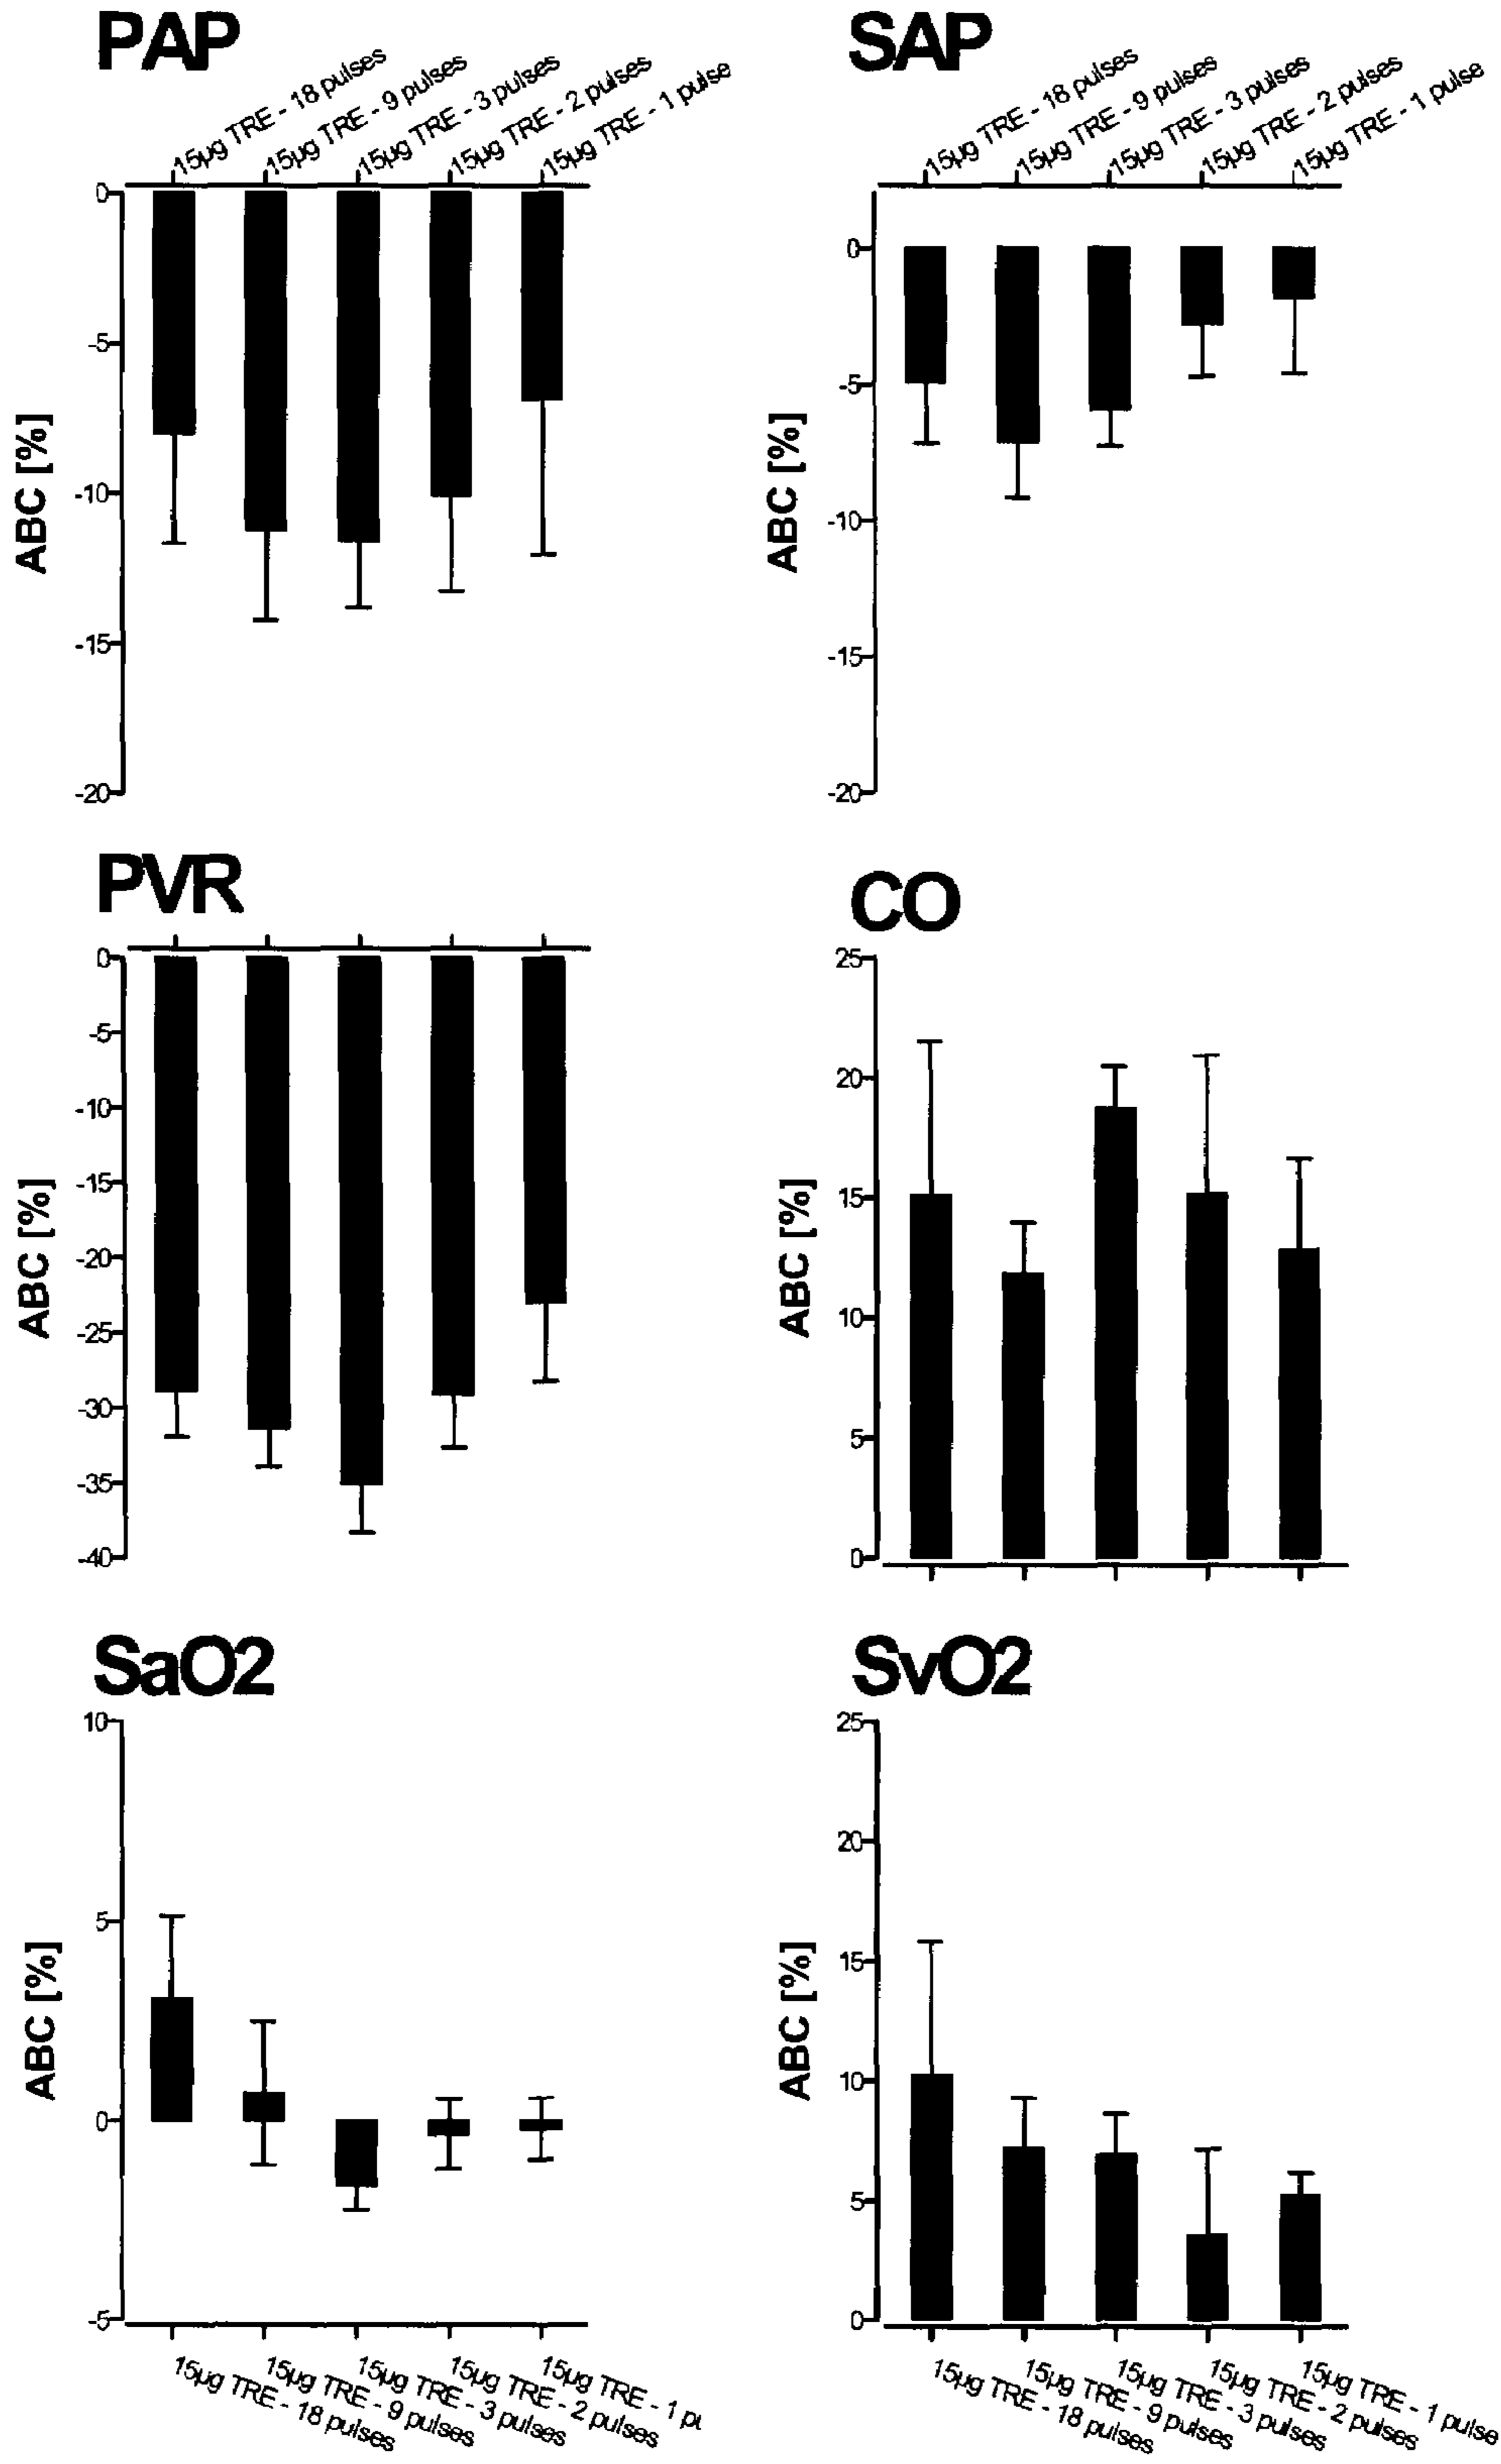 PAP
15µg TRE - 18 pulses
15µg TRE - 9 pulses
15µg TRE - 3 pulses
15µg TRE - 2 pulses
15µg TRE - 1 pulse
0
-5
-10
-15
-20
ABC [%]
SAP
15µg TRE - 18 pulses
15µg TRE - 9 pulses
15µg TRE - 3 pulses
15µg TRE - 2 pulses
15µg TRE - 1 pulse
0
-5
-10
-15
-20
ABC [%]
PVR
0
-5
-10
-15
-20
-25
-30
-35
-40
ABC [%]
CO
25
20
15
10
5
0
ABC [%]
SaO2
10
5
0
-5
ABC [%]
15µg TRE - 18 pulses
15µg TRE - 9 pulses
15µg TRE - 3 pulses
15µg TRE - 2 pulses
15µg TRE - 1 pu
SvO2
25
20
15
10
5
0
ABC [%]
15µg TRE - 18 pulses
15µg TRE - 9 pulses
15µg TRE - 3 pulses
15µg TRE - 2 pulses
15µg TRE - 1 pulse